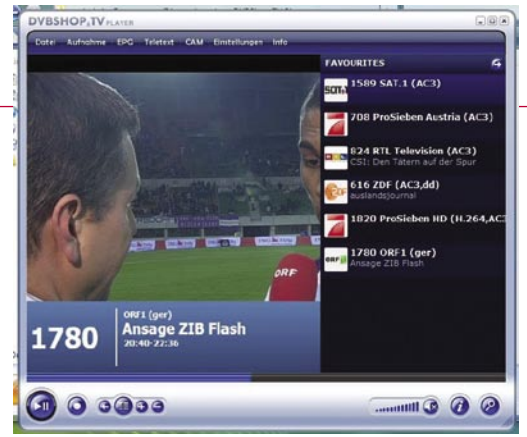 DVBSHOP.TV PLAYER
Datei Aufnahme EPG Teletext CAM Einstellungen Info
FAVOURITES
1589 SAT.1 (AC3)
708 ProSieben Austria (AC3)
824 RTL Television (AC3)
CSI: Den Tätern auf der Spur
616 ZDF (AC3,dd)
auslandsjournal
1820 ProSieben HD (H.264,AC3
1780 ORF1 (ger)
Ansage ZIB Flash
ORF
1780
ORF1 (ger)
Ansage ZIB Flash
20:40-22:36